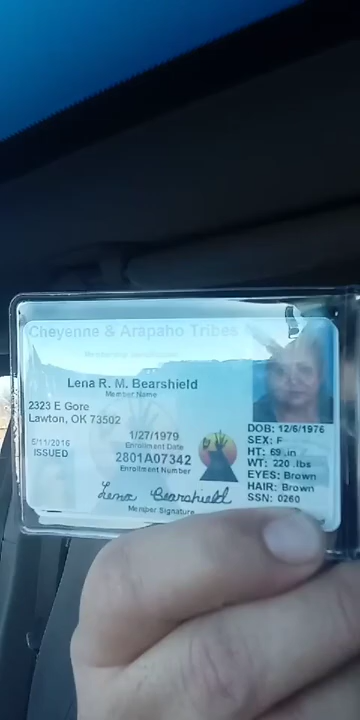 Cheyenne & Arapaho Tribes
Lena R. M. Bearshield
Member Name
2323 E Gore
Lawton, OK 73502
5/11/2016
ISSUED
1/27/1979
Enrollment Date
2801A07342
Enrollment Number
Lena Bearshield
Member Signature
DOB: 12/6/1976
SEX: F
HT: 69 .in
WT: 220 .lbs
EYES: Brown
HAIR: Brown
SSN: 0260